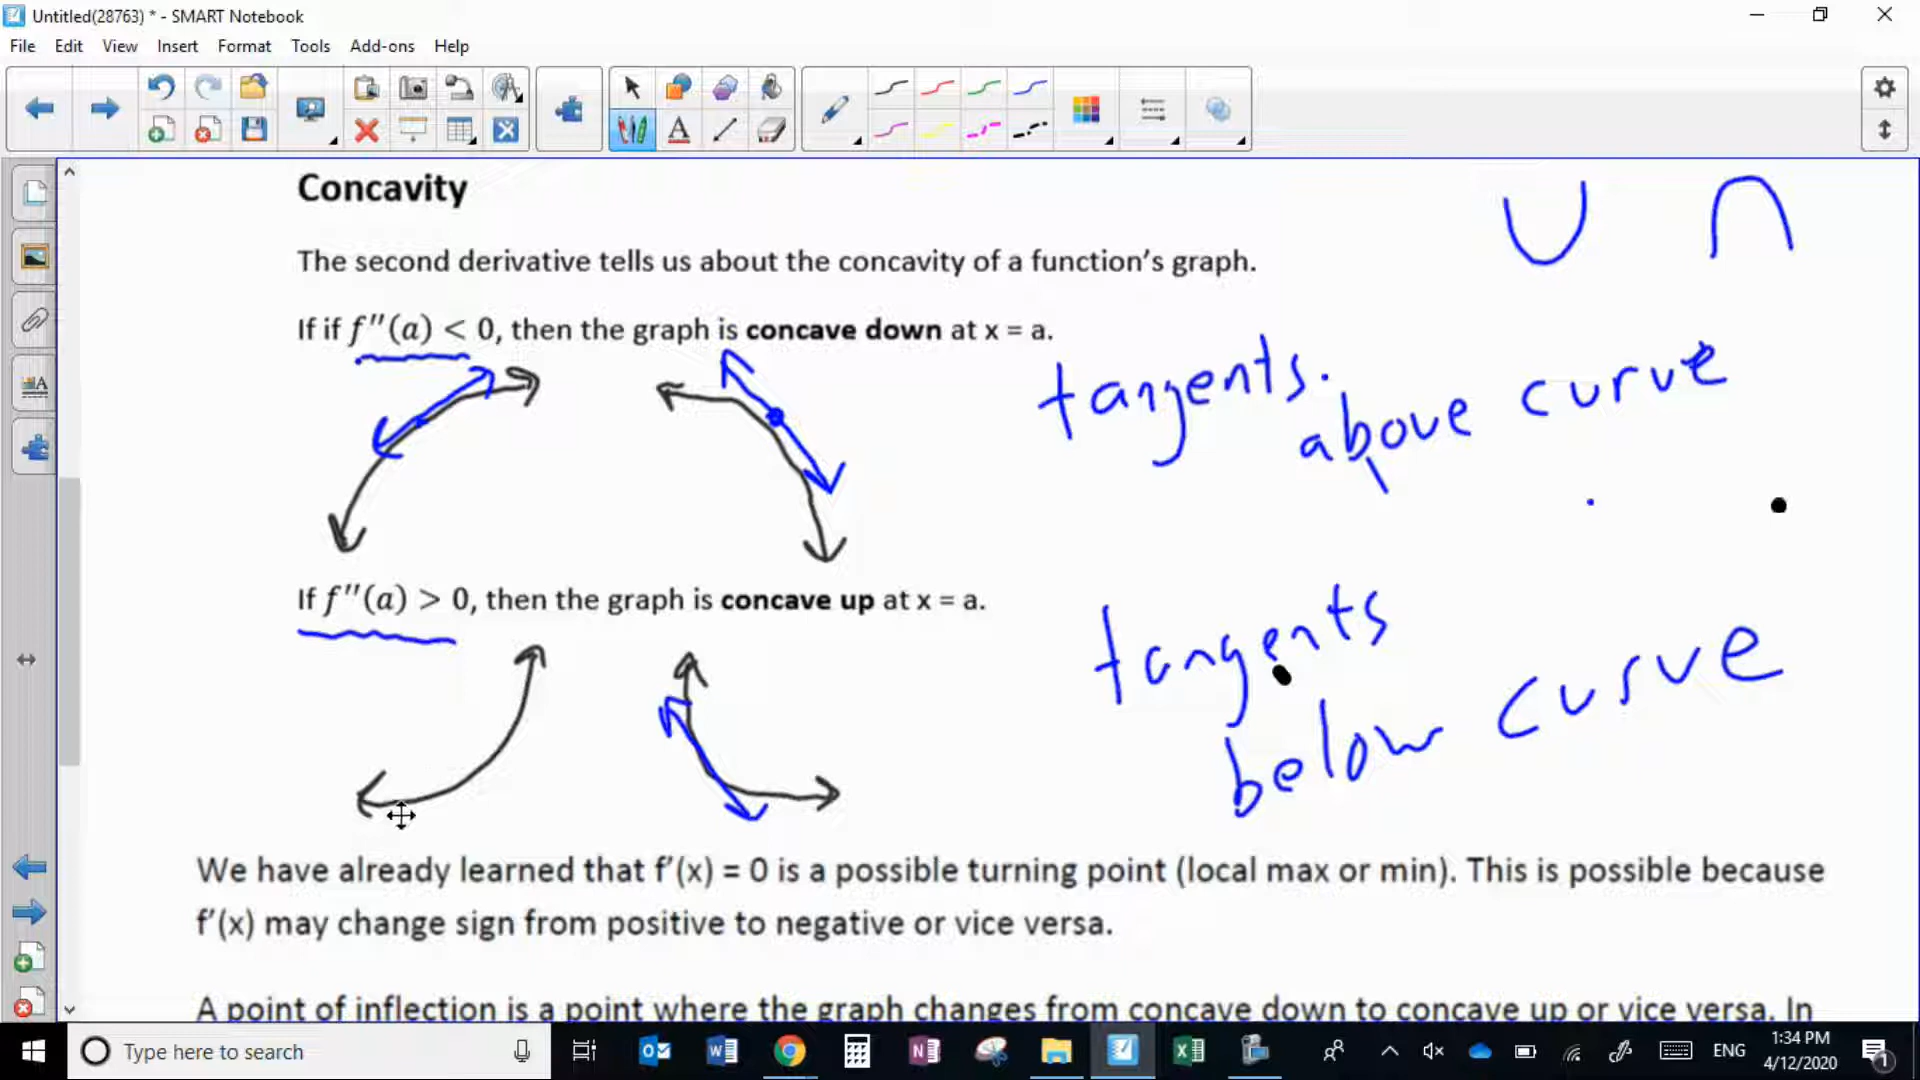 Untitled(28763) * - SMART Notebook
File Edit View Insert Format Tools Add-ons Help
Concavity
The second derivative tells us about the concavity of a function's graph.
If if f''(a) < 0, then the graph is concave down at x = a.
tangents.
above curve
If f''(a) > 0, then the graph is concave up at x = a.
tangents
below curve
We have already learned that f'(x) = 0 is a possible turning point (local max or min). This is possible because
f'(x) may change sign from positive to negative or vice versa.
A point of inflection is a point where the graph changes from concave down to concave up or vice versa. In
Type here to search
ENG
1:34 PM
4/12/2020
1